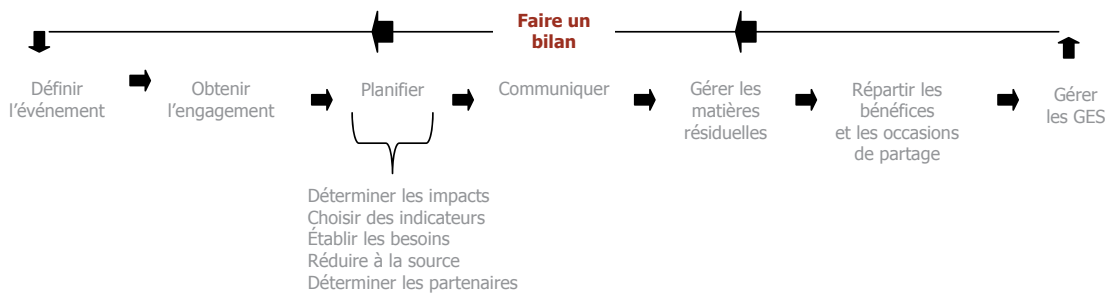 Faire un
bilan
Définir
l'événement
Obtenir
l'engagement
Planifier
Communiquer
Gérer les
matières
résiduelles
Répartir les
bénéfices
et les occasions
de partage
Gérer
les GES
Déterminer les impacts
Choisir des indicateurs
Établir les besoins
Réduire à la source
Déterminer les partenaires